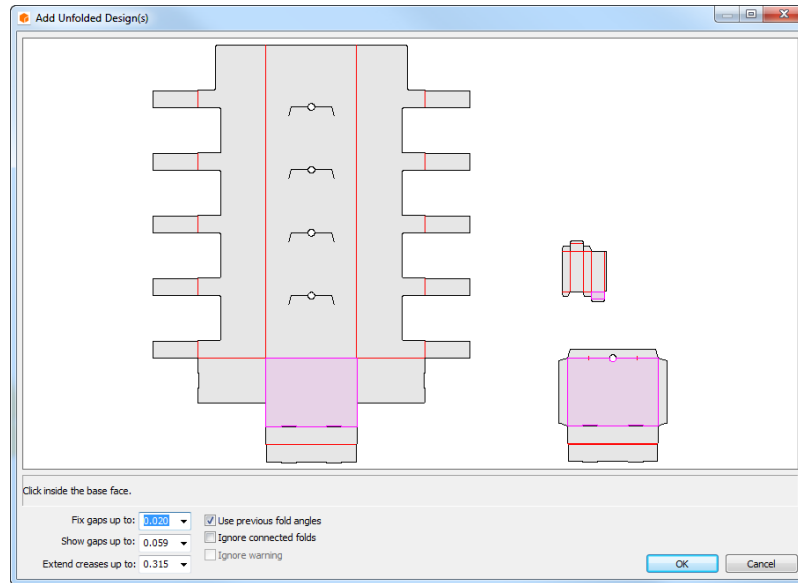 Add Unfolded Design(s)
Click inside the base face.
Fix gaps up to: 0.020
Use previous fold angles
Show gaps up to: 0.059
Ignore connected folds
Ignore warning
Extend creases up to: 0.315
OK
Cancel